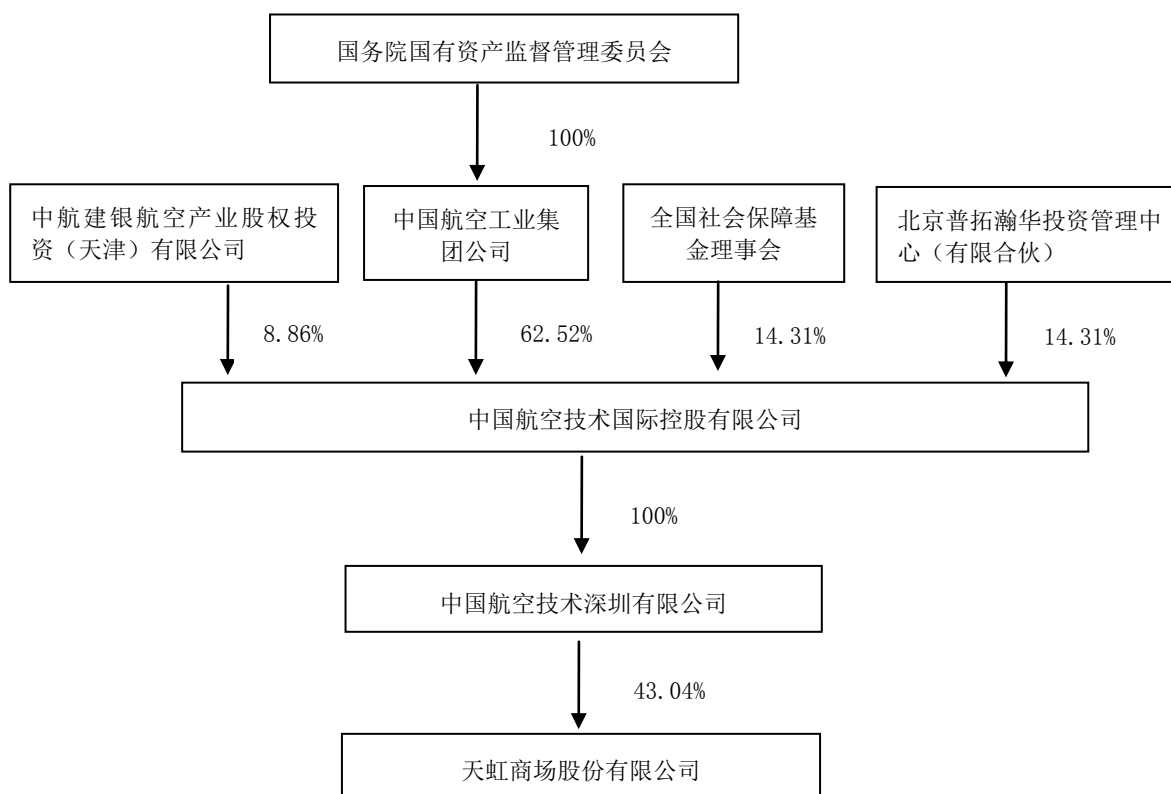 国务院国有资产监督管理委员会
100%
中航建银航空产业股权投
资（天津）有限公司
中国航空工业集
团公司
全国社会保障基
金理事会
北京普拓瀚华投资管理中
心（有限合伙）
8.86%
62.52%
14.31%
14.31%
中国航空技术国际控股有限公司
100%
中国航空技术深圳有限公司
43.04%
天虹商场股份有限公司